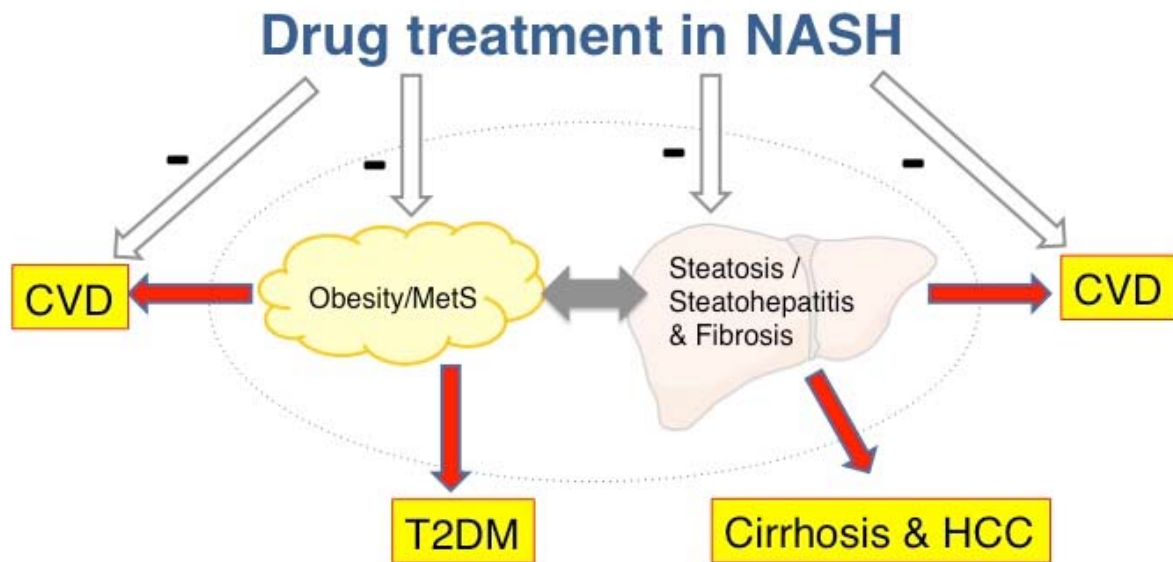 Drug treatment in NASH
-
-
-
-
CVD
Obesity/MetS
Steatosis /
Steatohepatitis
& Fibrosis
CVD
T2DM
Cirrhosis & HCC